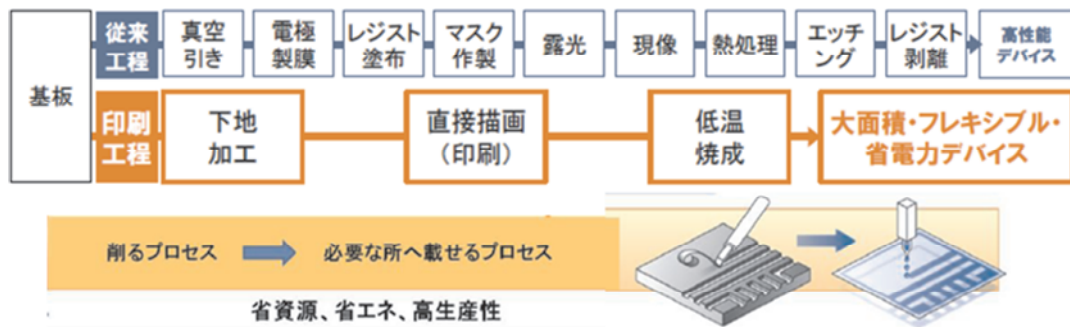 基板
従来
工程
真空
引き
電極
製膜
レジスト
塗布
マスク
作製
露光
現像
熱処理
エッチ
ング
レジスト
剥離
高性能
デバイス
印刷
工程
下地
加工
直接描画
（印刷）
低温
焼成
大面積・フレキシブル・
省電力デバイス
削るプロセス
必要な所へ載せるプロセス
省資源、省エネ、高生産性